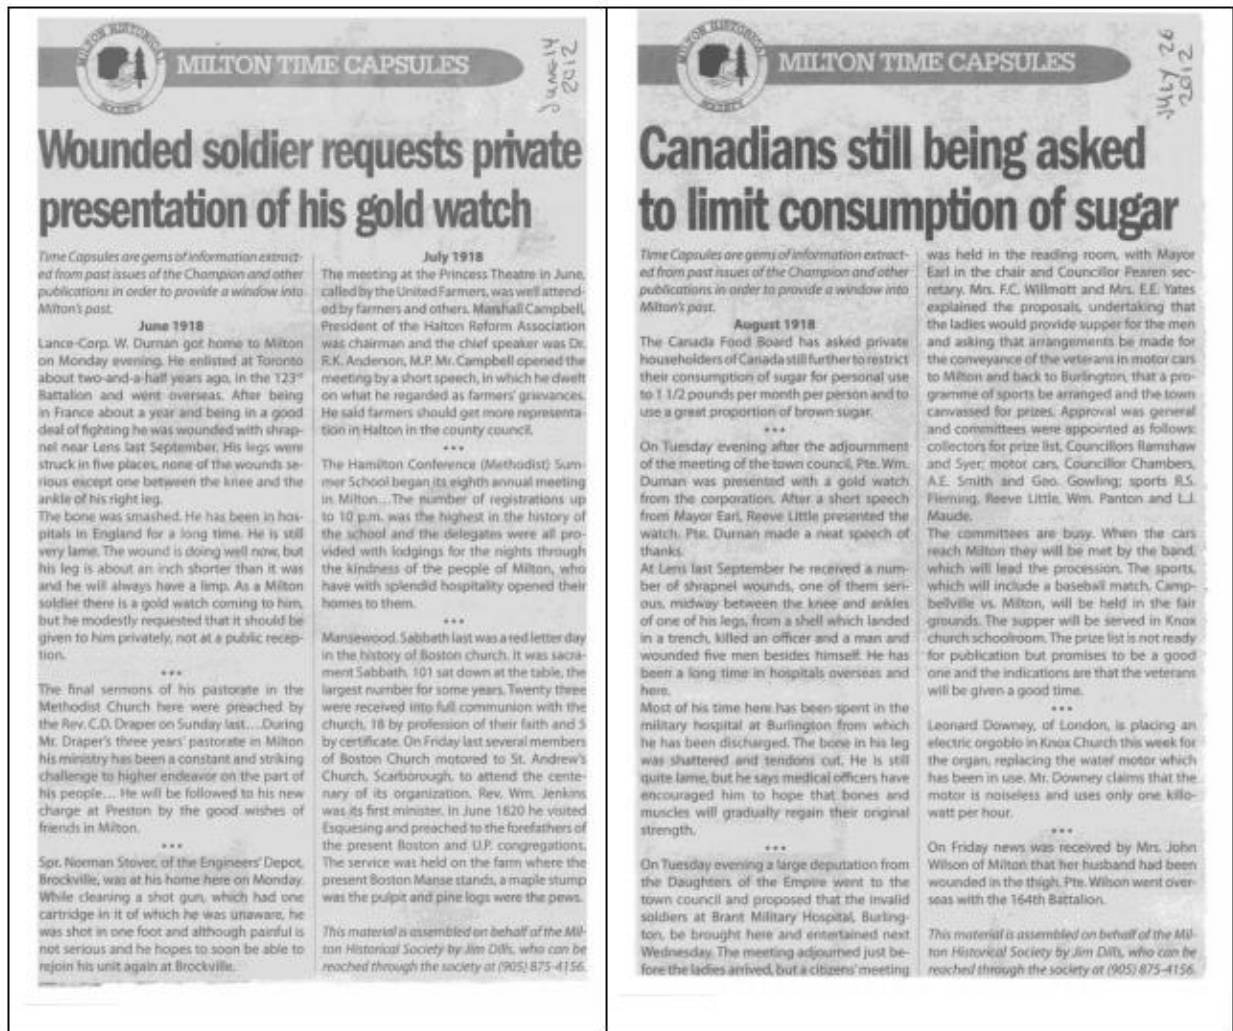 MILTON HISTORICAL
SOCIETY
MILTON TIME CAPSULES
June 14
2012
Wounded soldier requests private
presentation of his gold watch
Time Capsules are gems of information extract-
ed from past issues of the Champion and other
publications in order to provide a window into
Milton's past.
June 1918
Lance-Corp. W. Durnan got home to Milton
on Monday evening. He enlisted at Toronto
about two-and-a-half years ago, in the 123rd
Battalion and went overseas. After being
in France about a year and being in a good
deal of fighting he was wounded with shrap-
nel near Lens last September. His legs were
struck in five places, none of the wounds se-
rious except one between the knee and the
ankle of his right leg.
The bone was smashed. He has been in hos-
pitals in England for a long time. He is still
very lame. The wound is doing well now, but
his leg is about an inch shorter than it was
and he will always have a limp. As a Milton
soldier there is a gold watch coming to him,
but he modestly requested that it should be
given to him privately, not at a public recep-
tion.
***
The final sermons of his pastorate in the
Methodist Church here were preached by
the Rev. C.D. Draper on Sunday last....During
Mr. Draper's three years' pastorate in Milton
his ministry has been a constant and striking
challenge to higher endeavor on the part of
his people... He will be followed to his new
charge at Preston by the good wishes of
friends in Milton.
***
Spr. Norman Stover, of the Engineers' Depot,
Brockville, was at his home here on Monday.
While cleaning a shot gun, which had one
cartridge in it of which he was unaware, he
was shot in one foot and although painful is
not serious and he hopes to soon be able to
rejoin his unit again at Brockville.
July 1918
The meeting at the Princess Theatre in June,
called by the United Farmers, was well attend-
ed by farmers and others. Marshall Campbell,
President of the Halton Reform Association
was chairman and the chief speaker was Dr.
R.K. Anderson, M.P. Mr. Campbell opened the
meeting by a short speech, in which he dwelt
on what he regarded as farmers' grievances.
He said farmers should get more representa-
tion in Halton in the county council.
***
The Hamilton Conference (Methodist) Sum-
mer School began its eighth annual meeting
in Milton...The number of registrations up
to 10 p.m. was the highest in the history of
the school and the delegates were all pro-
vided with lodgings for the nights through
the kindness of the people of Milton, who
have with splendid hospitality opened their
homes to them.
***
Mansewood. Sabbath last was a red letter day
in the history of Boston church. It was sacra-
ment Sabbath, 101 sat down at the table, the
largest number for some years. Twenty three
were received into full communion with the
church, 18 by profession of their faith and 5
by certificate. On Friday last several members
of Boston Church motored to St. Andrew's
Church, Scarborough, to attend the cente-
nary of its organization. Rev. Wm. Jenkins
was its first minister. In June 1820 he visited
Esquesing and preached to the forefathers of
the present Boston and U.P. congregations.
The service was held on the farm where the
present Boston Manse stands, a maple stump
was the pulpit and pine logs were the pews.
This material is assembled on behalf of the Mil-
ton Historical Society by Jim Dills, who can be
reached through the society at (905) 875-4156.
MILTON HISTORICAL
SOCIETY
MILTON TIME CAPSULES
July 26
2012
Canadians still being asked
to limit consumption of sugar
Time Capsules are gems of information extract-
ed from past issues of the Champion and other
publications in order to provide a window into
Milton's past.
August 1918
The Canada Food Board has asked private
householders of Canada still further to restrict
their consumption of sugar for personal use
to 1 1/2 pounds per month per person and to
use a great proportion of brown sugar.
***
On Tuesday evening after the adjournment
of the meeting of the town council, Pte. Wm.
Durnan was presented with a gold watch
from the corporation. After a short speech
from Mayor Earl, Reeve Little presented the
watch. Pte. Durnan made a neat speech of
thanks.
At Lens last September he received a num-
ber of shrapnel wounds, one of them seri-
ous, midway between the knee and ankles
of one of his legs, from a shell which landed
in a trench, killed an officer and a man and
wounded five men besides himself. He has
been a long time in hospitals overseas and
here.
Most of his time here has been spent in the
military hospital at Burlington from which
he has been discharged. The bone in his leg
was shattered and tendons cut. He is still
quite lame, but he says medical officers have
encouraged him to hope that bones and
muscles will gradually regain their original
strength.
***
On Tuesday evening a large deputation from
the Daughters of the Empire went to the
town council and proposed that the invalid
soldiers at Brant Military Hospital, Burling-
ton, be brought here and entertained next
Wednesday. The meeting adjourned just be-
fore the ladies arrived, but a citizens' meeting
was held in the reading room, with Mayor
Earl in the chair and Councillor Pearen sec-
retary. Mrs. F.C. Willmott and Mrs. E.E. Yates
explained the proposals, undertaking that
the ladies would provide supper for the men
and asking that arrangements be made for
the conveyance of the veterans in motor cars
to Milton and back to Burlington, that a pro-
gramme of sports be arranged and the town
canvassed for prizes. Approval was general
and committees were appointed as follows:
collectors for prize list, Councillors Ramshaw
and Syer; motor cars, Councillor Chambers,
A.E. Smith and Geo. Gowling; sports R.S.
Fleming, Reeve Little, Wm. Panton and L.J.
Maude.
The committees are busy. When the cars
reach Milton they will be met by the band,
which will lead the procession. The sports,
which will include a baseball match, Camp-
bellville vs. Milton, will be held in the fair
grounds. The supper will be served in Knox
church schoolroom. The prize list is not ready
for publication but promises to be a good
one and the indications are that the veterans
will be given a good time.
***
Leonard Downey, of London, is placing an
electric orgoblo in Knox Church this week for
the organ, replacing the water motor which
has been in use. Mr. Downey claims that the
motor is noiseless and uses only one killo-
watt per hour.
***
On Friday news was received by Mrs. John
Wilson of Milton that her husband had been
wounded in the thigh. Pte. Wilson went over-
seas with the 164th Battalion.
This material is assembled on behalf of the Mil-
ton Historical Society by Jim Dills, who can be
reached through the society at (905) 875-4156.